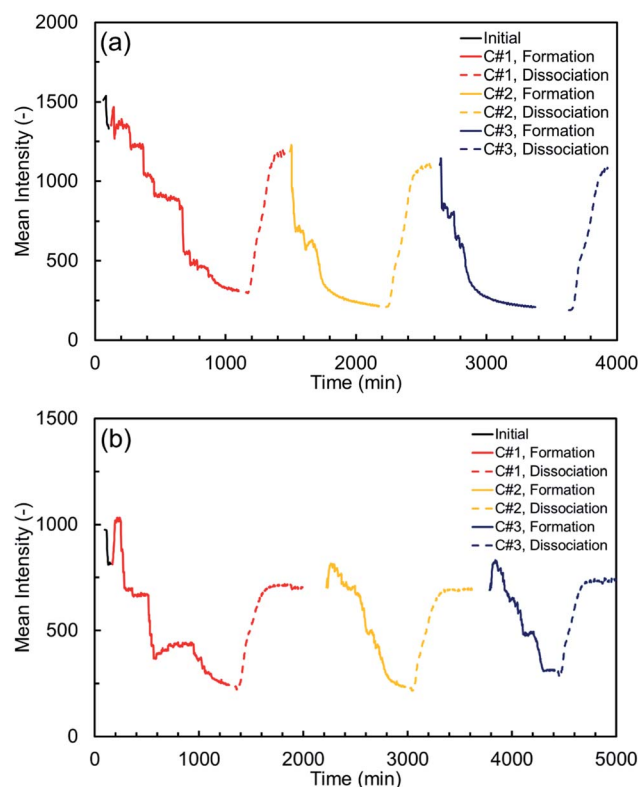 2000
(a)
Initial
C#1, Formation
C#1, Dissociation
C#2, Formation
C#2, Dissociation
C#3, Formation
C#3, Dissociation
1500
1000
500
0
Mean Intensity (-)
0 1000 2000 3000 4000
Time (min)
1500
(b)
Initial
C#1, Formation
C#1, Dissociation
C#2, Formation
C#2, Dissociation
C#3, Formation
C#3, Dissociation
1000
500
0
Mean Intensity (-)
0 1000 2000 3000 4000 5000
Time (min)